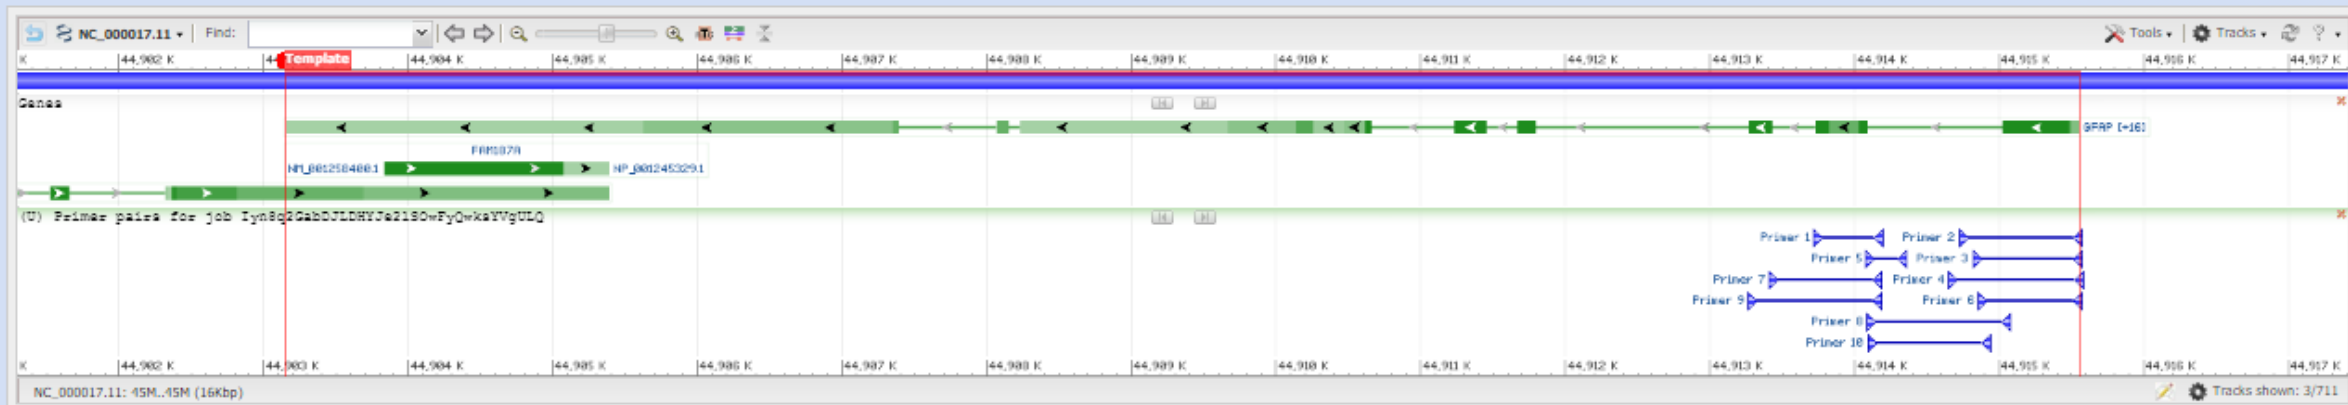 NC_000017.11 Find: Tools Tracks ?
K 44,902 K 44 Template 44,904 K 44,905 K 44,906 K 44,907 K 44,908 K 44,909 K 44,910 K 44,911 K 44,912 K 44,913 K 44,914 K 44,915 K 44,916 K 44,917 K
Genes
GFAP [+16]
FAM187A
NM_001258400.1 NP_001245329.1
(U) Primer pairs for job
Primer 1 Primer 2
Primer 5 Primer 3
Primer 7 Primer 4
Primer 9 Primer 6
Primer 8
Primer 10
K 44,902 K 44,903 K 44,904 K 44,905 K 44,906 K 44,907 K 44,908 K 44,909 K 44,910 K 44,911 K 44,912 K 44,913 K 44,914 K 44,915 K 44,916 K 44,917 K
NC_000017.11: 45M..45M (16Kbp) Tracks shown: 3/711